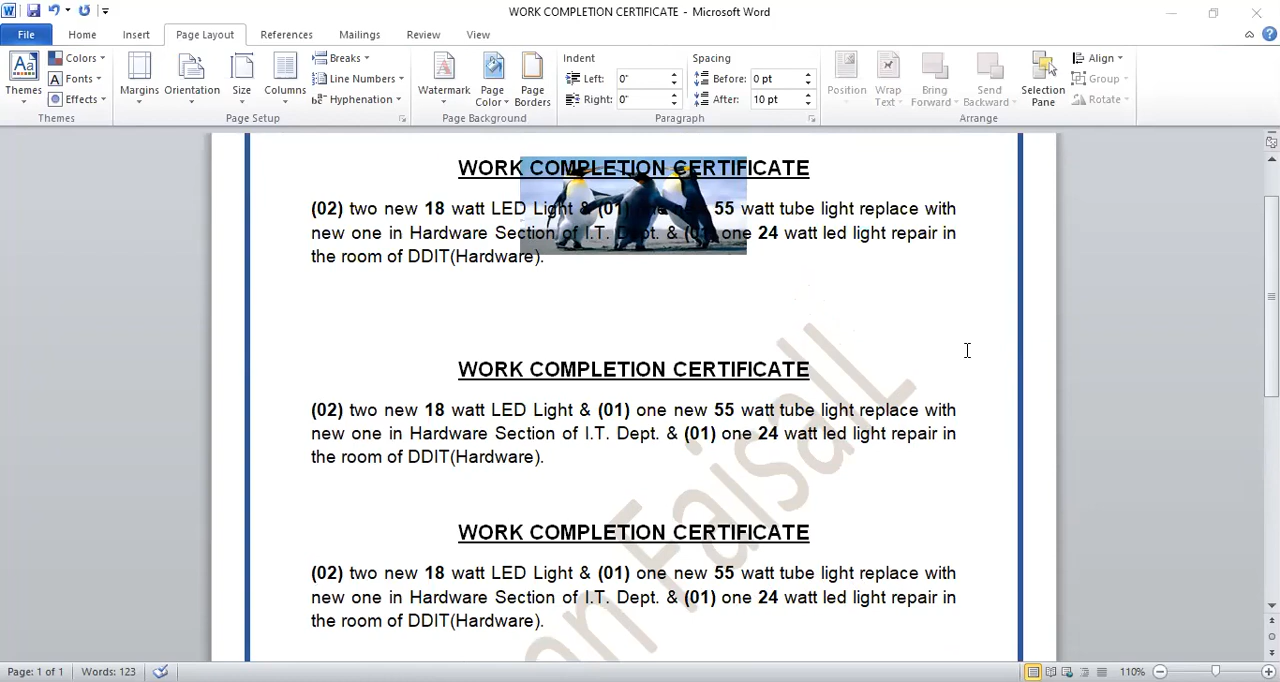 WORK COMPLETION CERTIFICATE - Microsoft Word
File Home Insert Page Layout References Mailings Review View
Themes
Colors
Fonts
Effects
Themes
Margins
Orientation
Size
Columns
Breaks
Line Numbers
Hyphenation
Page Setup
Watermark
Page Color
Page Borders
Page Background
Indent
Left: 0"
Right: 0"
Spacing
Before: 0 pt
After: 10 pt
Paragraph
Position
Wrap Text
Bring Forward
Send Backward
Selection Pane
Align
Group
Rotate
Arrange
WORK COMPLETION CERTIFICATE
(02) two new 18 watt LED Light & (01) one new 55 watt tube light replace with
new one in Hardware Section of I.T. Dept. & (01) one 24 watt led light repair in
the room of DDIT(Hardware).
WORK COMPLETION CERTIFICATE
(02) two new 18 watt LED Light & (01) one new 55 watt tube light replace with
new one in Hardware Section of I.T. Dept. & (01) one 24 watt led light repair in
the room of DDIT(Hardware).
WORK COMPLETION CERTIFICATE
(02) two new 18 watt LED Light & (01) one new 55 watt tube light replace with
new one in Hardware Section of I.T. Dept. & (01) one 24 watt led light repair in
the room of DDIT(Hardware).
Page: 1 of 1 Words: 123 110%